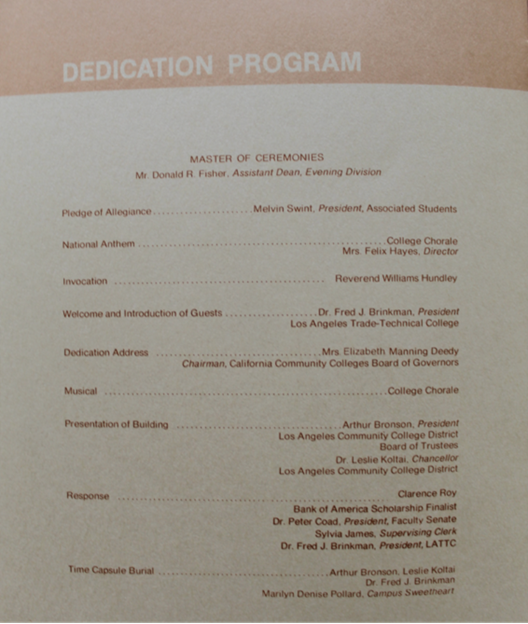 DEDICATION PROGRAM
MASTER OF CEREMONIES
Mr. Donald R. Fisher, Assistant Dean, Evening Division
Pledge of Allegiance.....................Melvin Swint, President, Associated Students
National Anthem ....................................................College Chorale
Mrs. Felix Hayes, Director
Invocation ............................................ Reverend Williams Hundley
Welcome and Introduction of Guests ...................Dr. Fred J. Brinkman, President
Los Angeles Trade-Technical College
Dedication Address ..................................Mrs. Elizabeth Manning Deedy
Chairman, California Community Colleges Board of Governors
Musical ..........................................................College Chorale
Presentation of Building ..................................Arthur Bronson, President
Los Angeles Community College District
Board of Trustees
Dr. Leslie Koltai, Chancellor
Los Angeles Community College District
Response ....................................................... Clarence Roy
Bank of America Scholarship Finalist
Dr. Peter Coad, President, Faculty Senate
Sylvia James, Supervising Clerk
Dr. Fred J. Brinkman, President, LATTC
Time Capsule Burial ...................................Arthur Bronson, Leslie Koltai
Dr. Fred J. Brinkman
Marilyn Denise Pollard, Campus Sweetheart